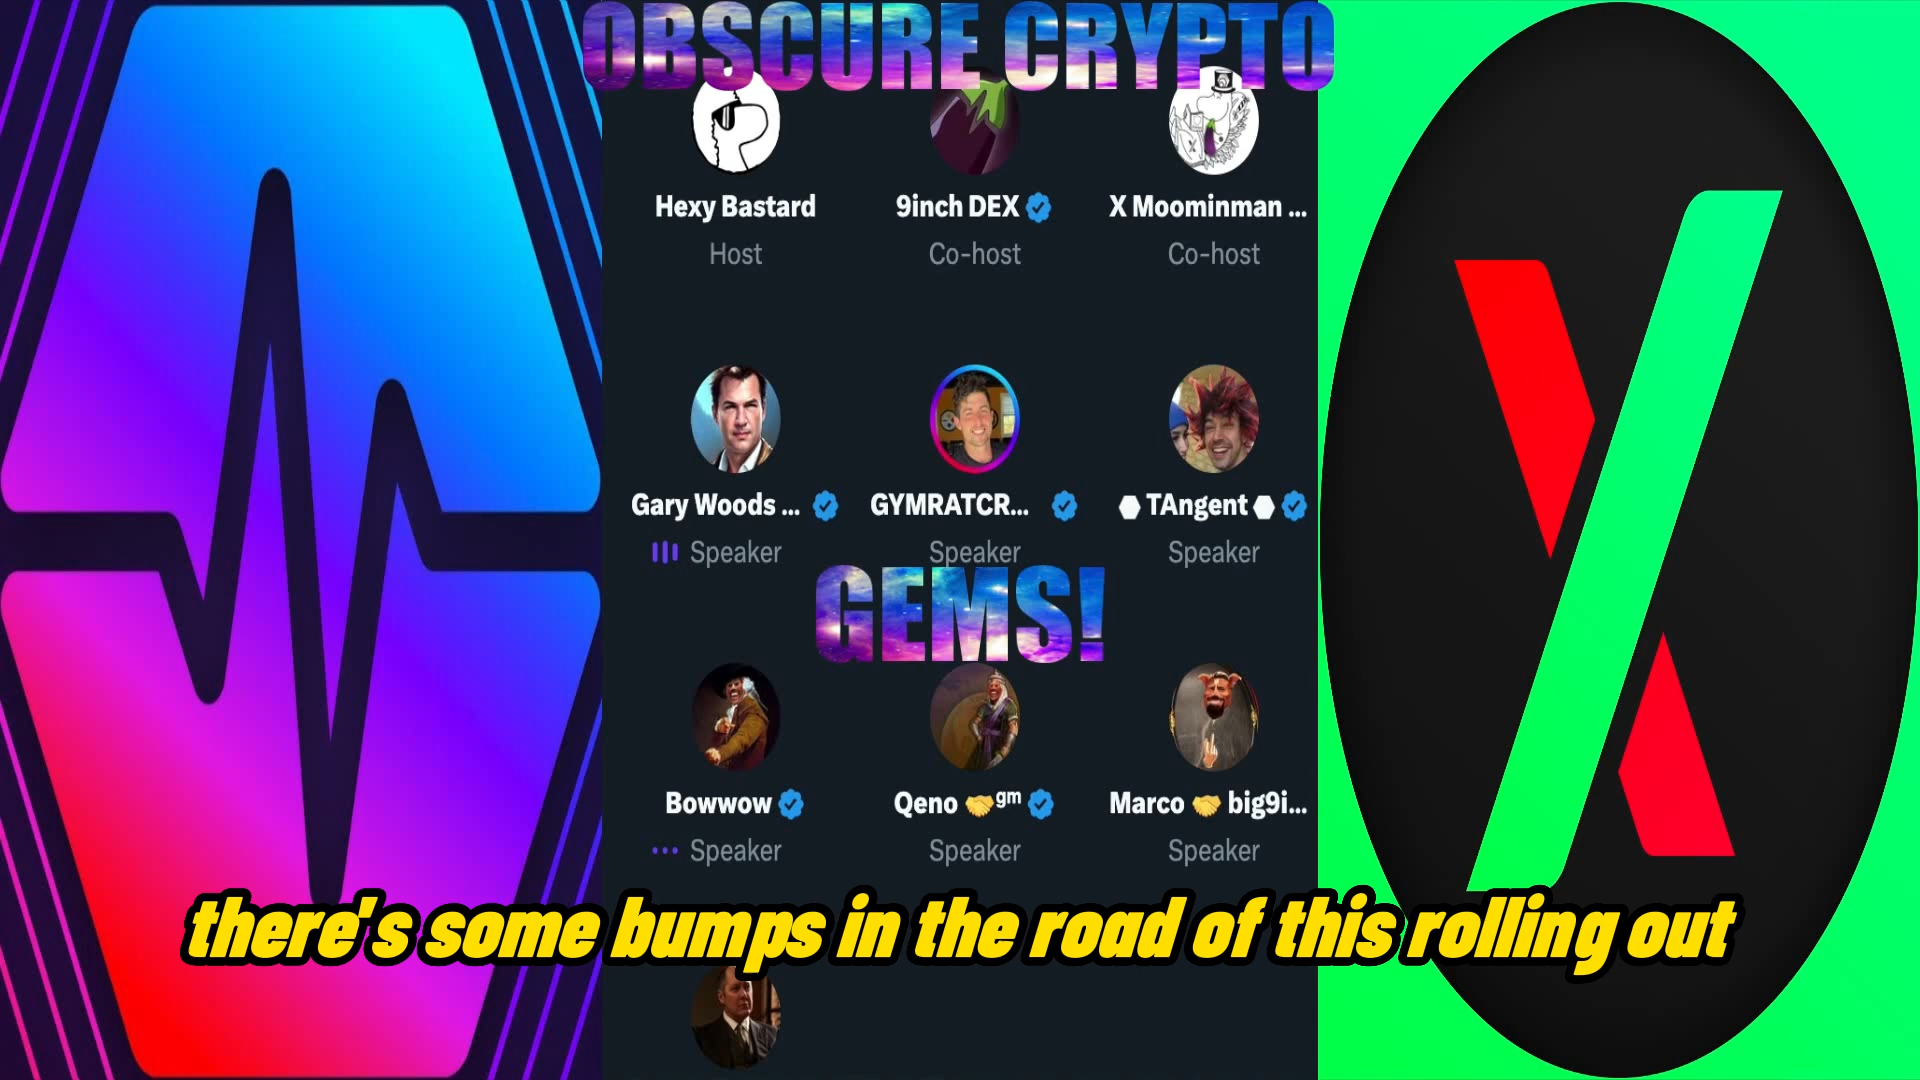 OBSCURE CRYPTO
Hexy Bastard
Host
9inch DEX
Co-host
X Moominman ...
Co-host
Gary Woods ...
Speaker
GYMRATCR...
Speaker
TAngent
Speaker
GEMS!
Bowwow
Speaker
Qeno 🤝gm
Speaker
Marco 🤝 big9i...
Speaker
there's some bumps in the road of this rolling out